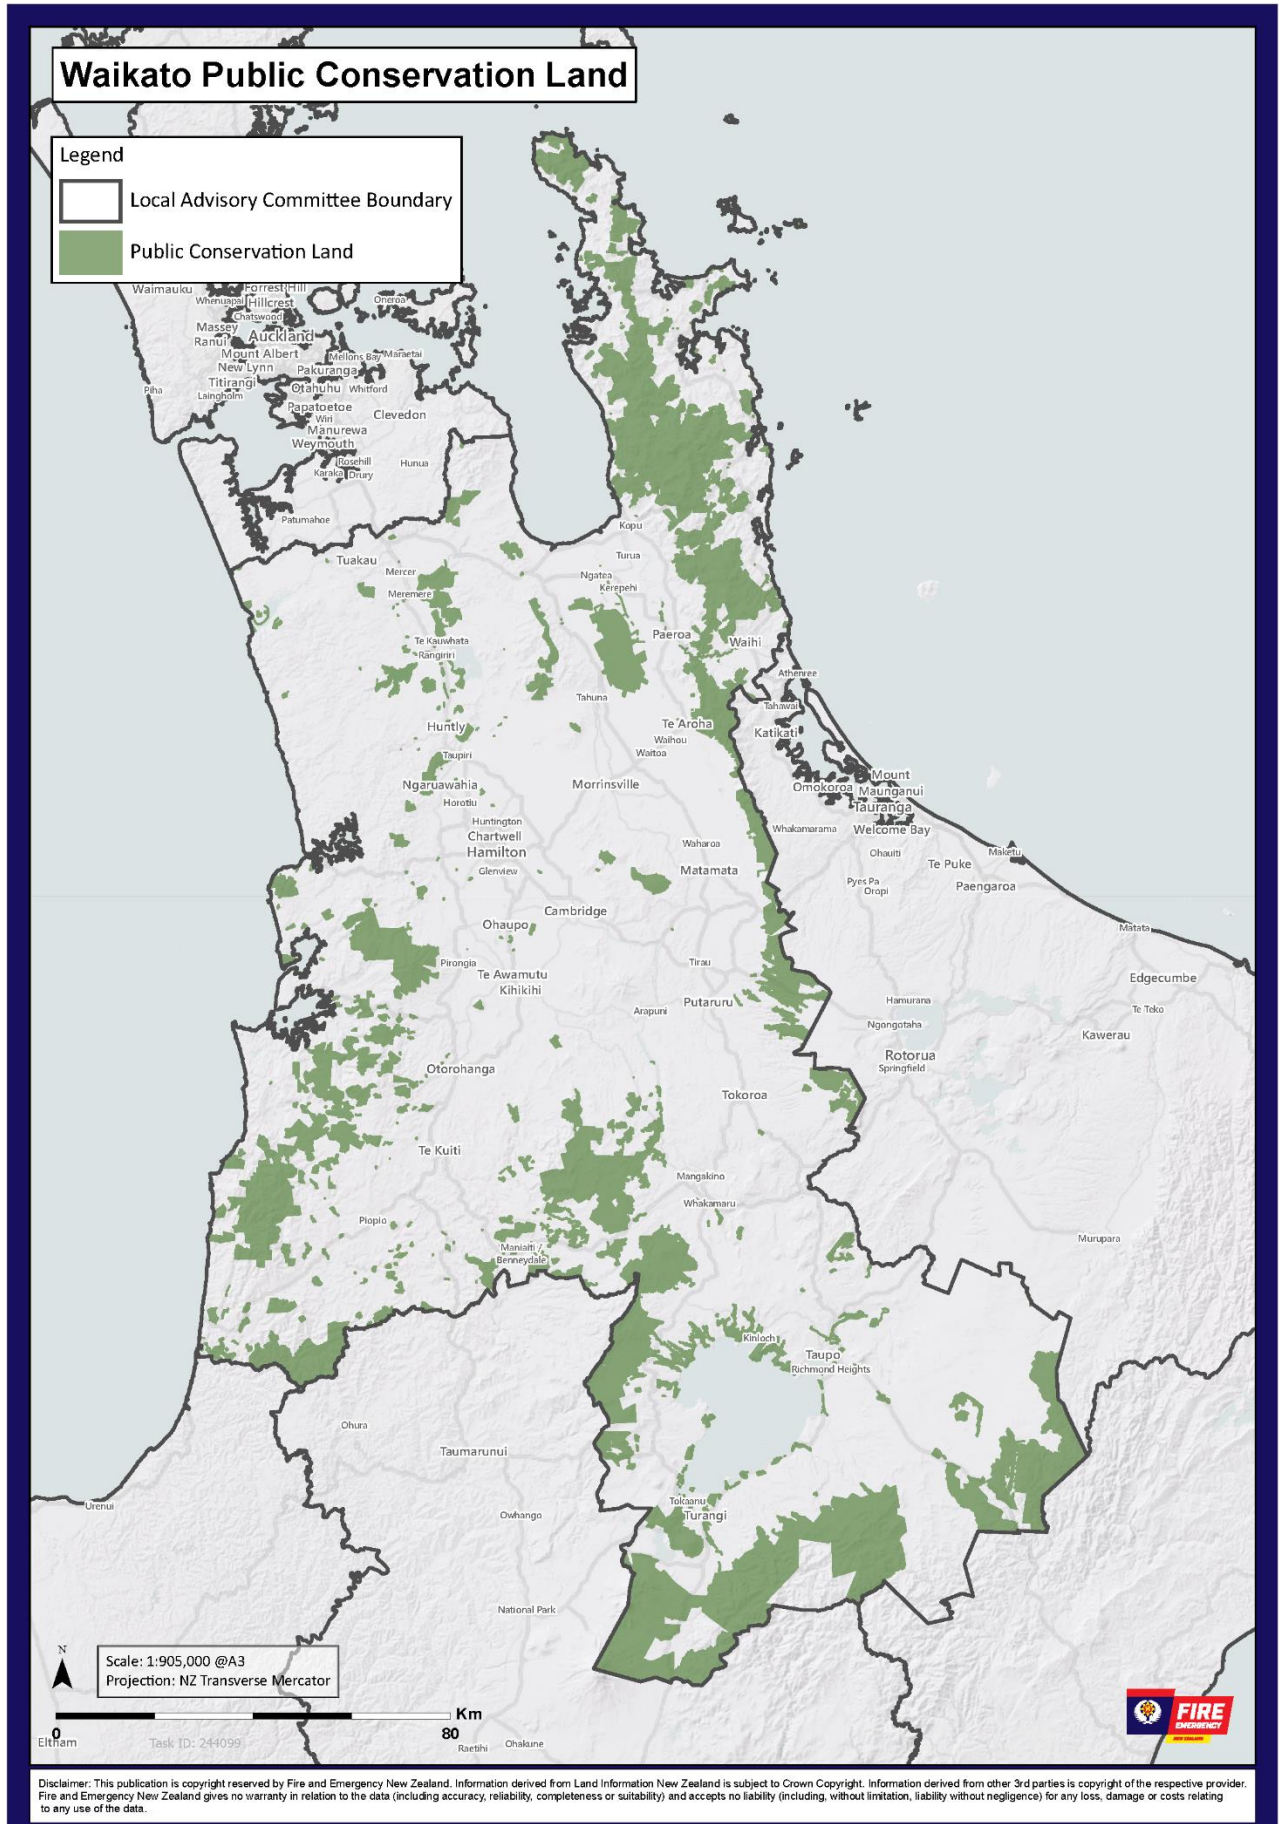 Waikato Public Conservation Land
Legend
Local Advisory Committee Boundary
Public Conservation Land
Waimauku
Forrest Hill
Whenuapai
Hillcrest
Oneroa
Chatswood
Massey
Ranui
Auckland
Mount Albert
Mellons Bay
Maraetai
New Lynn
Pakuranga
Titirangi
Piha
Laingholm
Otahuhu
Whitford
Papatoetoe
Clevedon
Wiri
Manurewa
Weymouth
Rosehill
Hunua
Karaka
Drury
Patumahoe
Kopu
Tuakau
Turua
Mercer
Ngatea
Kerepehi
Meremere
Te Kauwhata
Paeroa
Waihi
Rangiriri
Athenree
Tahuna
Tahawai
Huntly
Te Aroha
Katikati
Waihou
Waitoa
Taupiri
Mount
Maunganui
Ngaruawahia
Morrinsville
Omokoroa
Horotiu
Tauranga
Huntington
Whakamarama
Welcome Bay
Chartwell
Waharoa
Hamilton
Ohauiti
Maketu
Te Puke
Glenview
Matamata
Pyes Pa
Oropi
Paengaroa
Cambridge
Ohaupo
Matata
Pirongia
Tirau
Te Awamutu
Edgecumbe
Kihikihi
Putaruru
Hamurana
Arapuni
Te Teko
Ngongotaha
Kawerau
Rotorua
Otorohanga
Springfield
Tokoroa
Te Kuiti
Mangakino
Whakamaru
Piopio
Murupara
Maniaiti /
Benneydale
Kinloch
Taupo
Richmond Heights
Ohura
Taumarunui
Tokaanu
Urenui
Owhango
Turangi
National Park
N
Scale: 1:905,000 @A3
Projection: NZ Transverse Mercator
Km
0
80
Eltham
Task ID: 244099
Raetihi
Ohakune
FIRE
EMERGENCY
NEW ZEALAND
Disclaimer: This publication is copyright reserved by Fire and Emergency New Zealand. Information derived from Land Information New Zealand is subject to Crown Copyright. Information derived from other 3rd parties is copyright of the respective provider.
Fire and Emergency New Zealand gives no warranty in relation to the data (including accuracy, reliability, completeness or suitability) and accepts no liability (including, without limitation, liability without negligence) for any loss, damage or costs relating
to any use of the data.